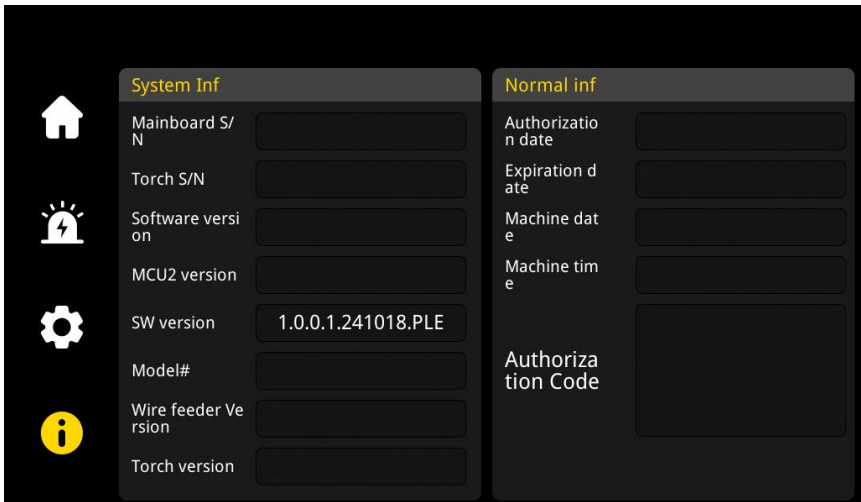 System Inf
Mainboard S/
N
Torch S/N
Software versi
on
MCU2 version
SW version
1.0.0.1.241018.PLE
Model#
Wire feeder Ve
rsion
Torch version
Normal inf
Authorizatio
n date
Expiration d
ate
Machine dat
e
Machine tim
e
Authoriza
tion Code